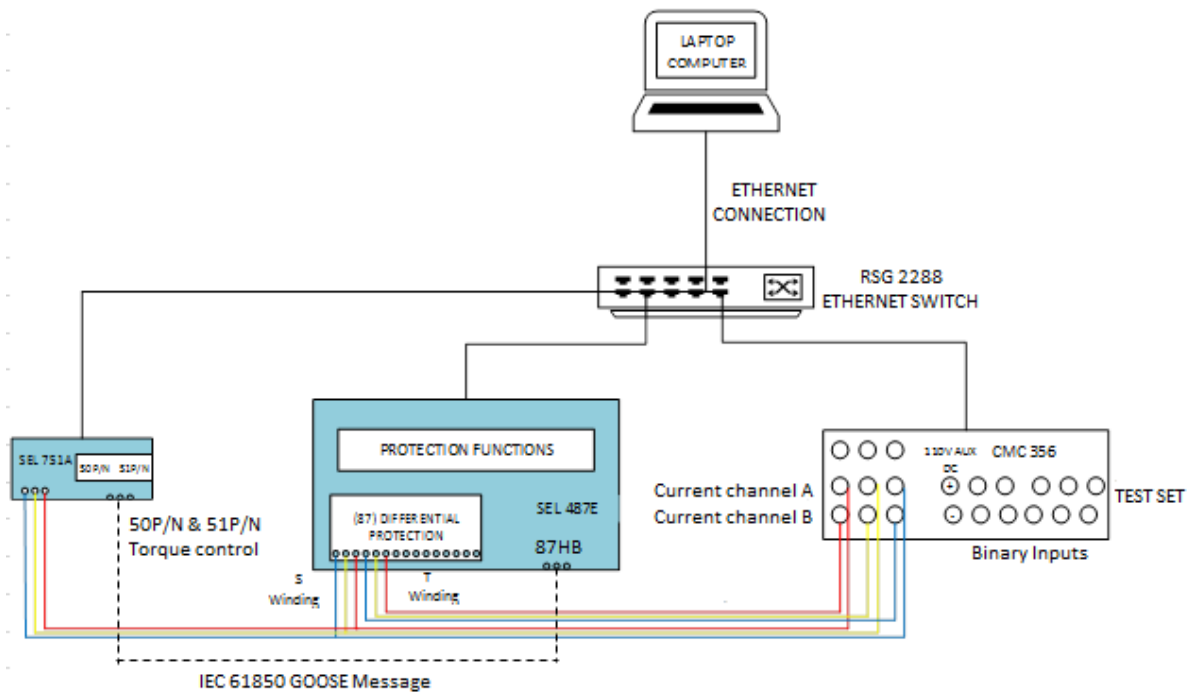 LAPTOP
COMPUTER
ETHERNET
CONNECTION
RSG 2288
ETHERNET SWITCH
SEL 751A
50P/N 51P/N
50P/N & 51P/N
Torque control
PROTECTION FUNCTIONS
(87) DIFFERENTIAL
PROTECTION
SEL 487E
87HB
S
Winding
T
Winding
Current channel A
Current channel B
110V AUX
DC
CMC 356
+
-
TEST SET
Binary Inputs
IEC 61850 GOOSE Message